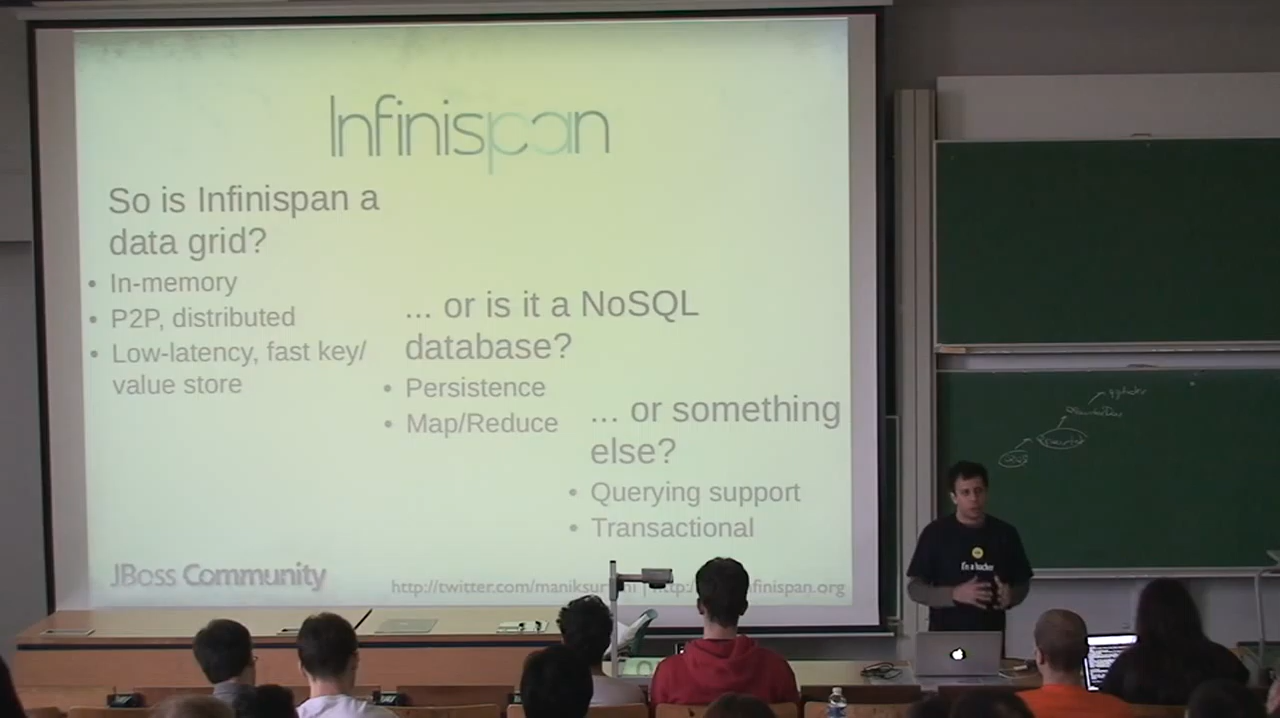 Infinispan
So is Infinispan a
data grid?
• In-memory
• P2P, distributed
• Low-latency, fast key/
value store
... or is it a NoSQL
database?
• Persistence
• Map/Reduce
... or something
else?
• Querying support
• Transactional
JBoss Community
I'm a hacker